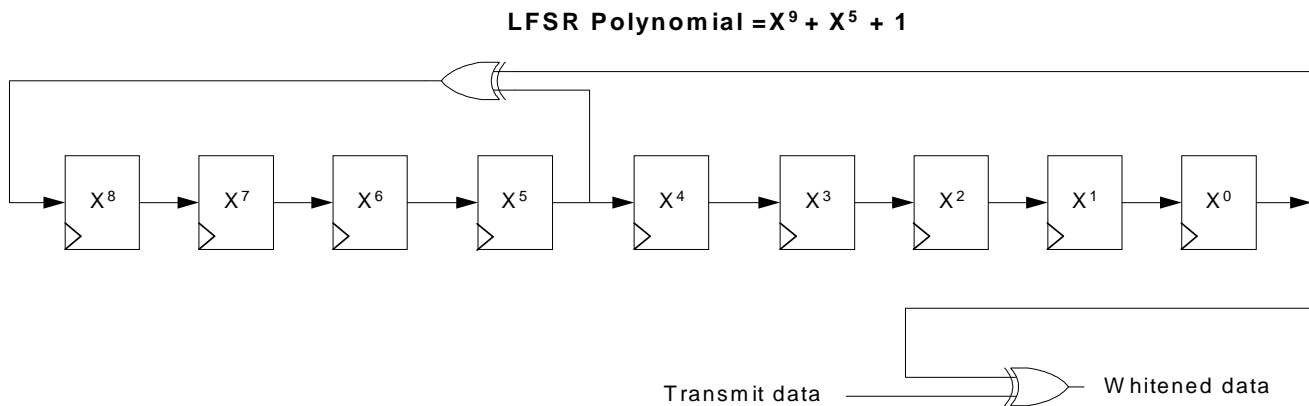 LFSR Polynomial =X⁹ + X⁵ + 1
X⁸ X⁷ X⁶ X⁵ X⁴ X³ X² X¹ X⁰
Transmit data Whitened data